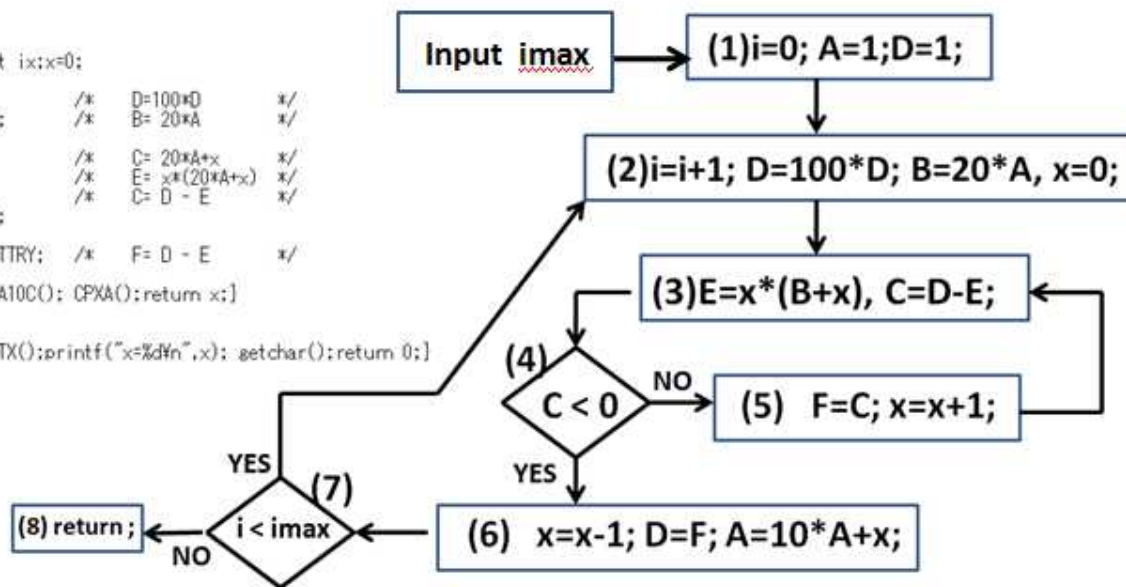 t ix;x=0;
/* D=100*D */
; /* B= 20*A */
/* C= 20*A+x */
/* E= x*(20*A+x) */
/* C= D - E */
;
TTRY; /* F= D - E */
A10C(); CPXA();return x;}
TX();printf("x=%d¥n",x); getchar();return 0;}
Input imax
(1)i=0; A=1;D=1;
(2)i=i+1; D=100*D; B=20*A, x=0;
(3)E=x*(B+x), C=D-E;
(4)
C < 0
NO
(5) F=C; x=x+1;
YES
(6) x=x-1; D=F; A=10*A+x;
YES
(7)
i < imax
NO
(8) return ;